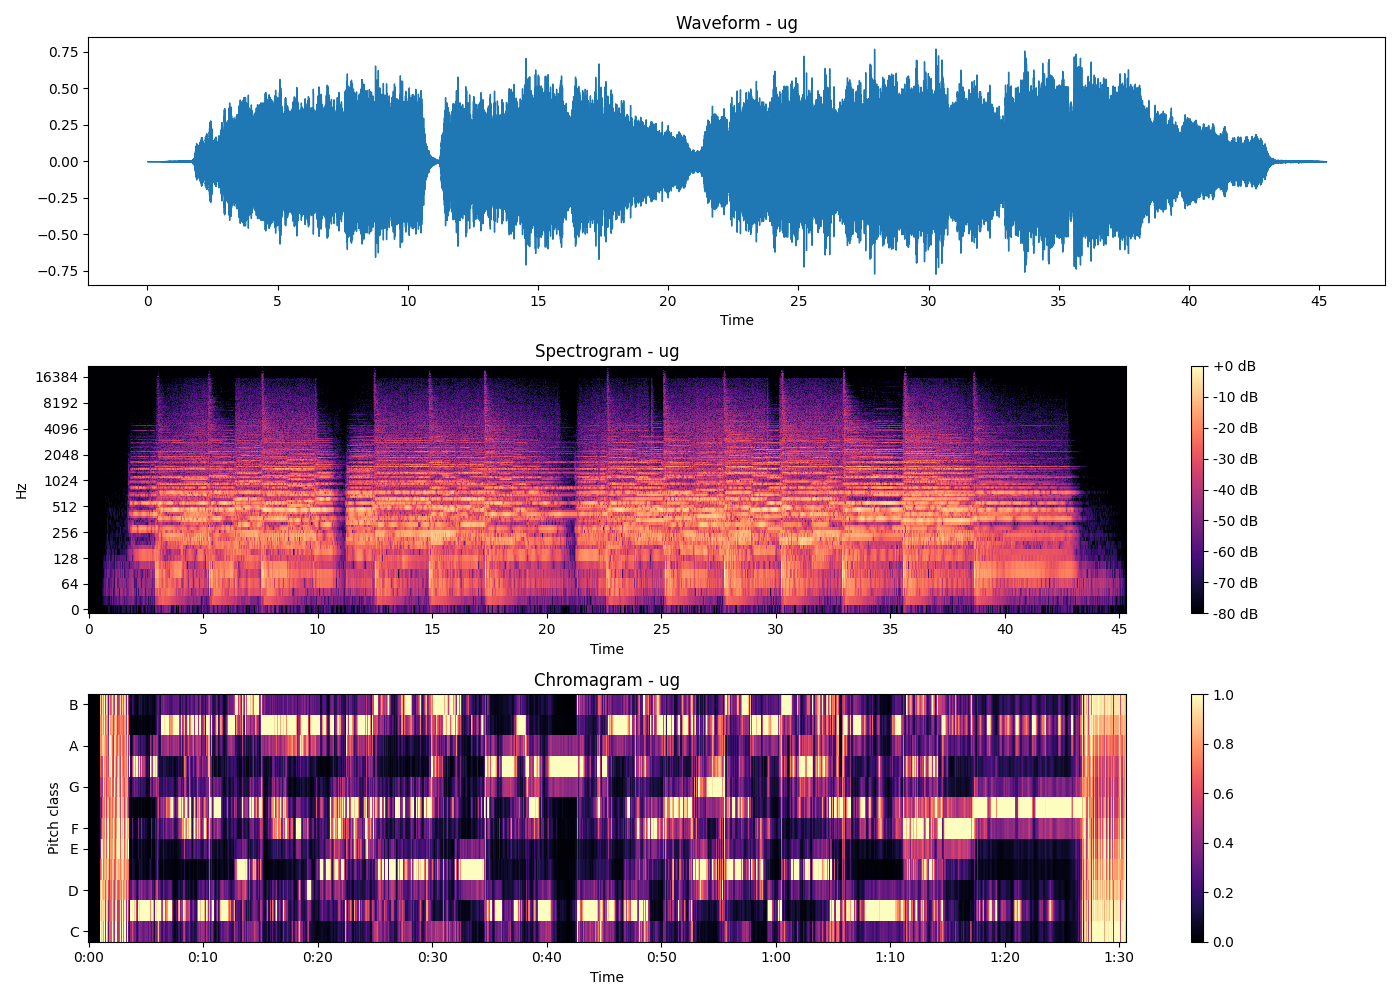 Waveform - ug
0.75
0.50
0.25
0.00
−0.25
−0.50
−0.75
0 5 10 15 20 25 30 35 40 45
Time
Spectrogram - ug
Hz
16384
8192
4096
2048
1024
512
256
128
64
0
0 5 10 15 20 25 30 35 40 45
Time
+0 dB
-10 dB
-20 dB
-30 dB
-40 dB
-50 dB
-60 dB
-70 dB
-80 dB
Chromagram - ug
Pitch class
B
A
G
F
E
D
C
0:00 0:10 0:20 0:30 0:40 0:50 1:00 1:10 1:20 1:30
Time
1.0
0.8
0.6
0.4
0.2
0.0